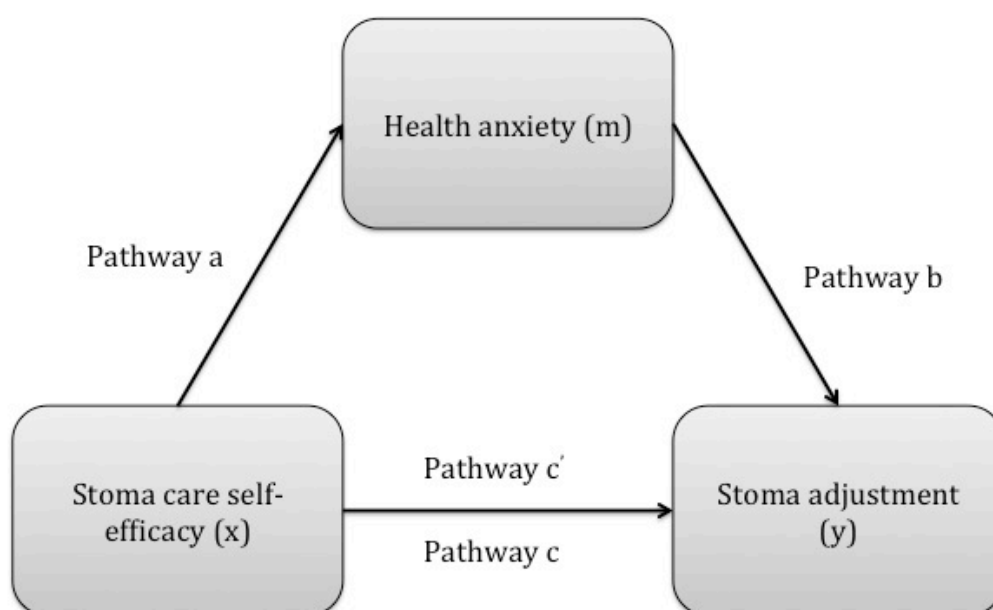 Health anxiety (m)
Pathway a
Pathway b
Stoma care self-
efficacy (x)
Pathway c′
Pathway c
Stoma adjustment
(y)